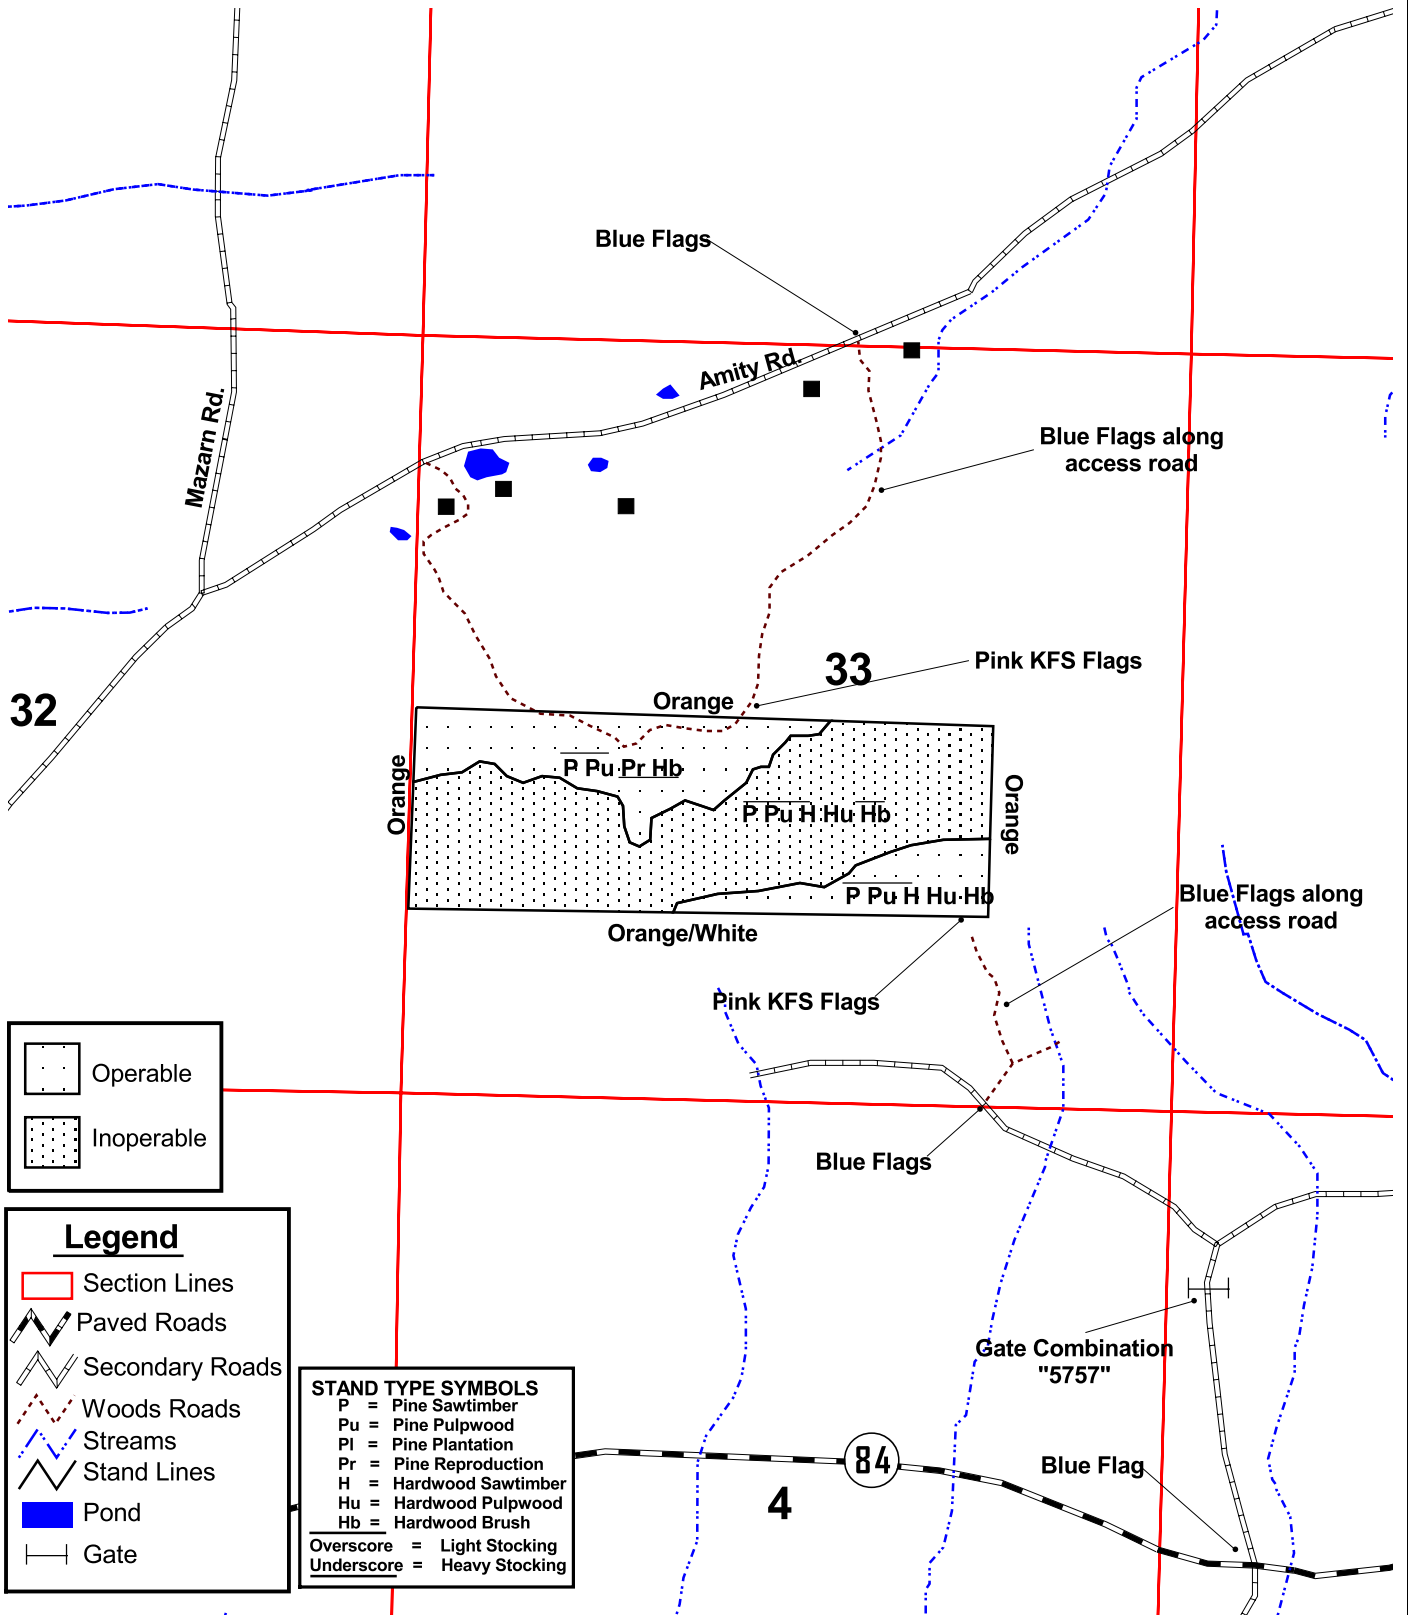 Blue Flags
Amity Rd.
Mazarn Rd.
Blue Flags along
access road
33
Pink KFS Flags
32
Orange
Orange
P Pu Pr Hb
Orange
P Pu H Hu Hb
P Pu H Hu Hb
Blue Flags along
access road
Orange/White
Pink KFS Flags
Operable
Inoperable
Blue Flags
Legend
Section Lines
Paved Roads
Secondary Roads
Woods Roads
Streams
Stand Lines
Pond
Gate
Gate Combination
"5757"
STAND TYPE SYMBOLS
P = Pine Sawtimber
Pu = Pine Pulpwood
Pl = Pine Plantation
Pr = Pine Reproduction
H = Hardwood Sawtimber
Hu = Hardwood Pulpwood
Hb = Hardwood Brush
Overscore = Light Stocking
Underscore = Heavy Stocking
84
Blue Flag
4